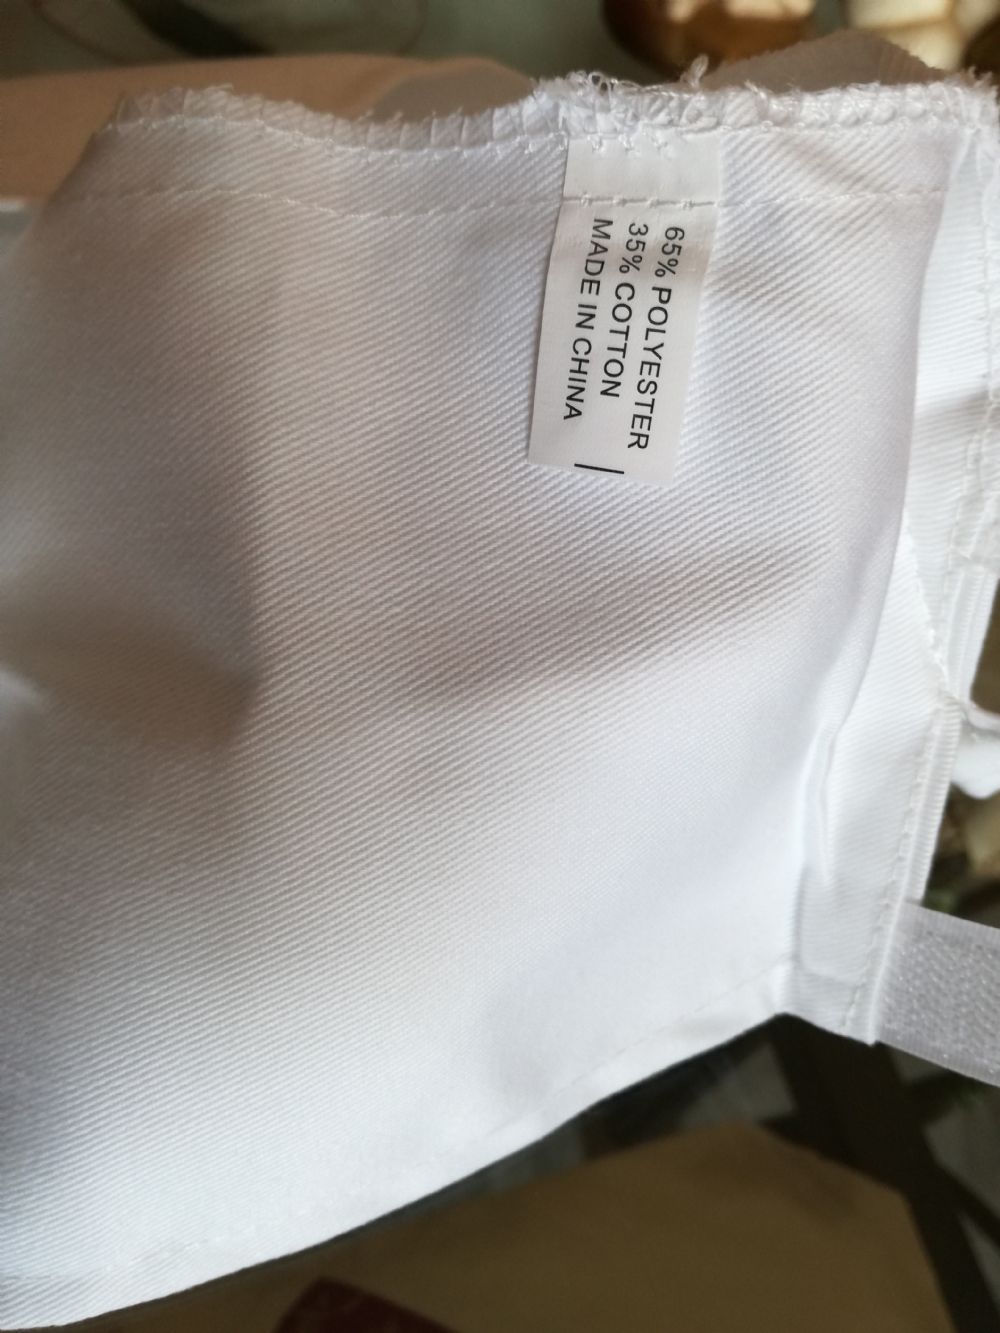 65% POLYESTER
35% COTTON
MADE IN CHINA